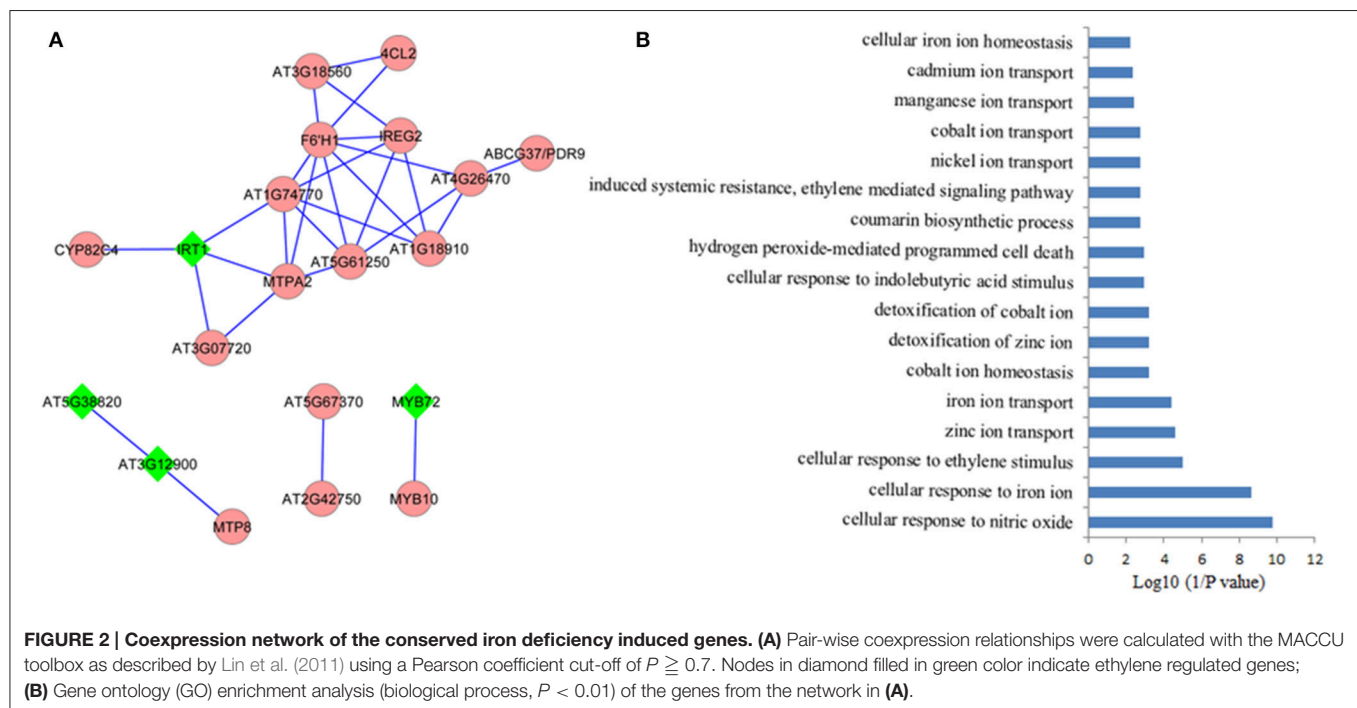 A
4CL2
AT3G18560
F6'H1
IREG2
ABCG37/PDR9
AT4G26470
AT1G74770
CYP82C4
IRT1
AT1G18910
AT5G61250
MTPA2
AT3G07720
AT5G38820
AT5G67370
MYB72
AT3G12900
AT2G42750
MYB10
MTP8
B
cellular iron ion homeostasis
cadmium ion transport
manganese ion transport
cobalt ion transport
nickel ion transport
induced systemic resistance, ethylene mediated signaling pathway
coumarin biosynthetic process
hydrogen peroxide-mediated programmed cell death
cellular response to indolebutyric acid stimulus
detoxification of cobalt ion
detoxification of zinc ion
cobalt ion homeostasis
iron ion transport
zinc ion transport
cellular response to ethylene stimulus
cellular response to iron ion
cellular response to nitric oxide
0 2 4 6 8 10 12
Log10 (1/P value)
FIGURE 2 | Coexpression network of the conserved iron deficiency induced genes. (A) Pair-wise coexpression relationships were calculated with the MACCU
toolbox as described by Lin et al. (2011) using a Pearson coefficient cut-off of P ≧ 0.7. Nodes in diamond filled in green color indicate ethylene regulated genes;
(B) Gene ontology (GO) enrichment analysis (biological process, P < 0.01) of the genes from the network in (A).